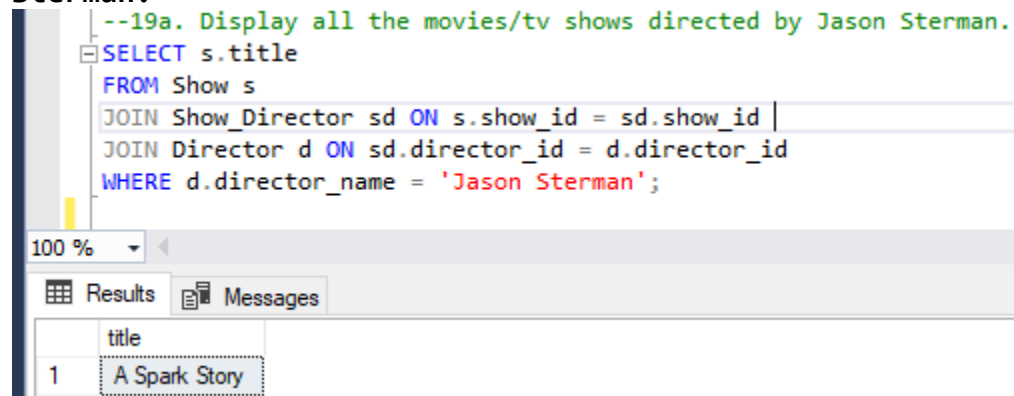 --19a. Display all the movies/tv shows directed by Jason Sterman.
SELECT s.title
FROM Show s
JOIN Show_Director sd ON s.show_id = sd.show_id
JOIN Director d ON sd.director_id = d.director_id
WHERE d.director_name = 'Jason Sterman';
100 %
Results Messages
title
1 A Spark Story